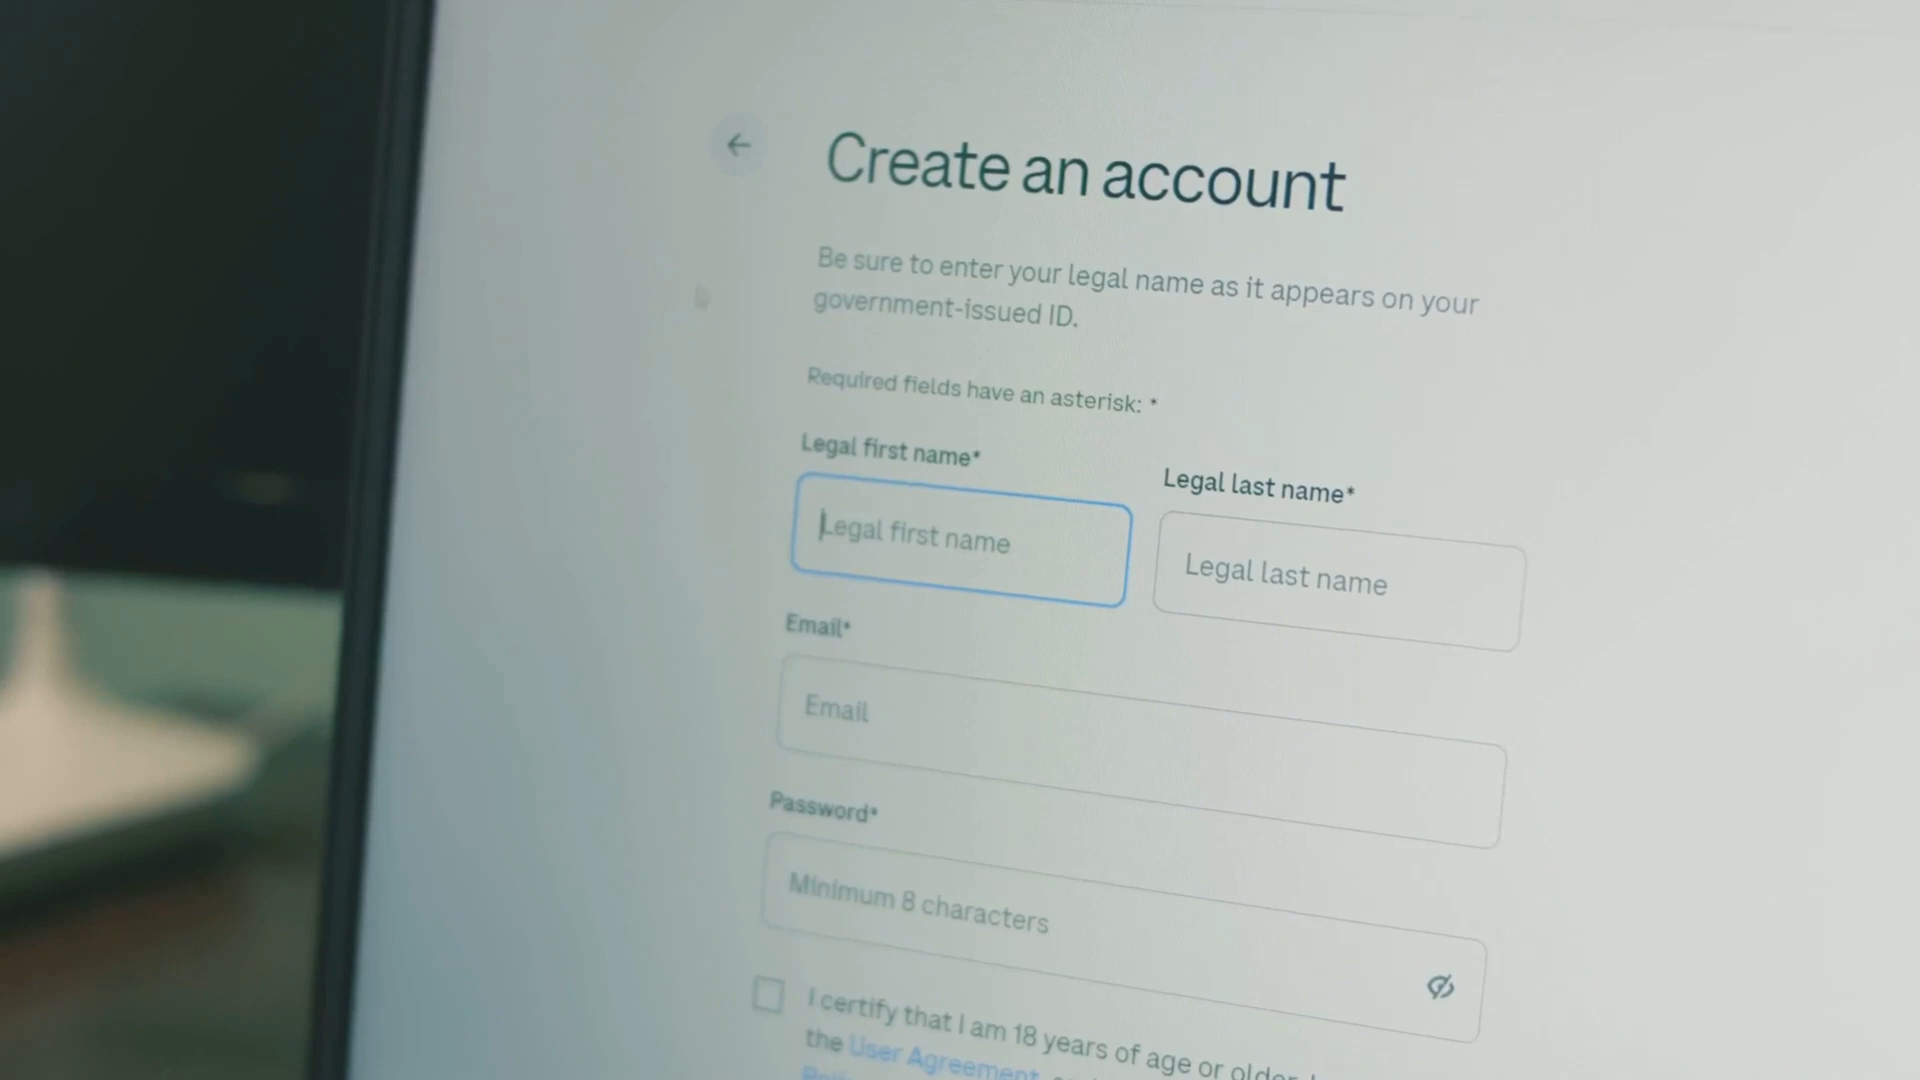 Create an account
Be sure to enter your legal name as it appears on your
government-issued ID.
Required fields have an asterisk: *
Legal first name*
Legal last name*
Legal first name
Legal last name
Email*
Email
Password*
Minimum 8 characters
I certify that I am 18 years of age or older, I
the User Agreement